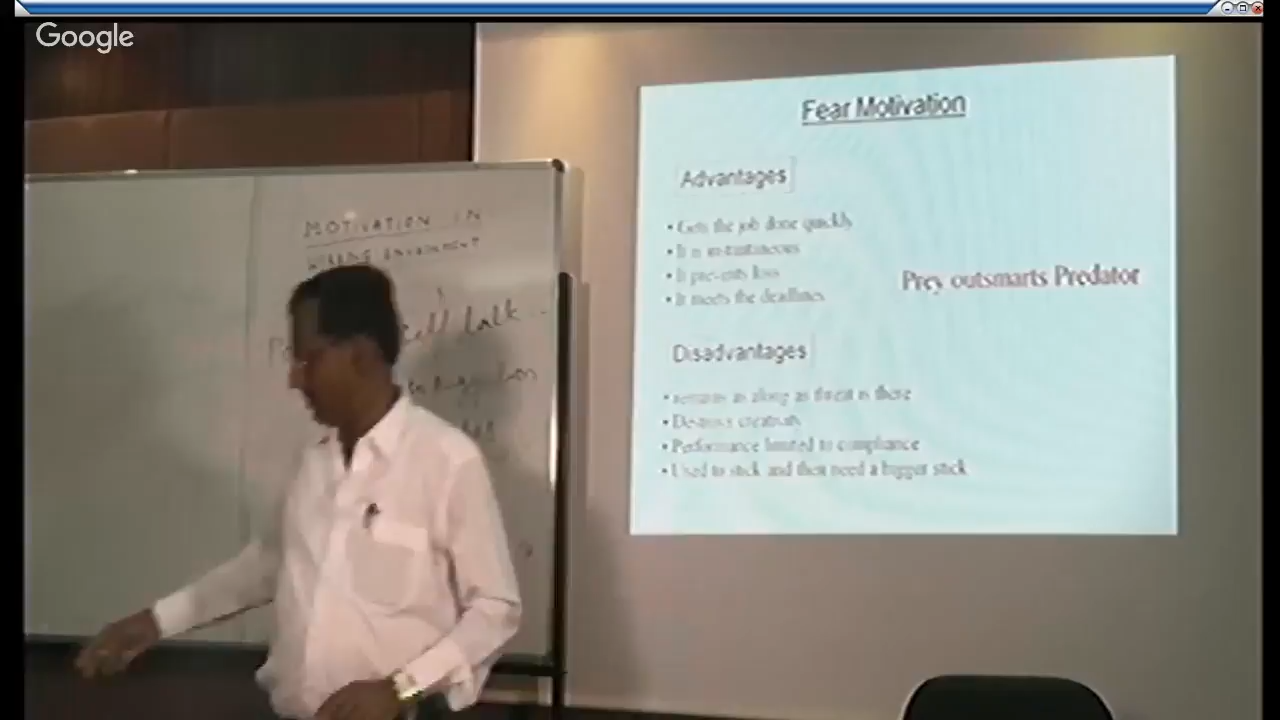 Google
Fear Motivation
Advantages
• Gets the job done quickly
• It is instantaneous
• It prevents loss
• It meets the deadlines
Prey outsmarts Predator
Disadvantages
• remains as along as threat is there
• Destroys creativity
• Performance limited to compliance
• Used to stick and then need a bigger stick
MOTIVATION IN
self talk